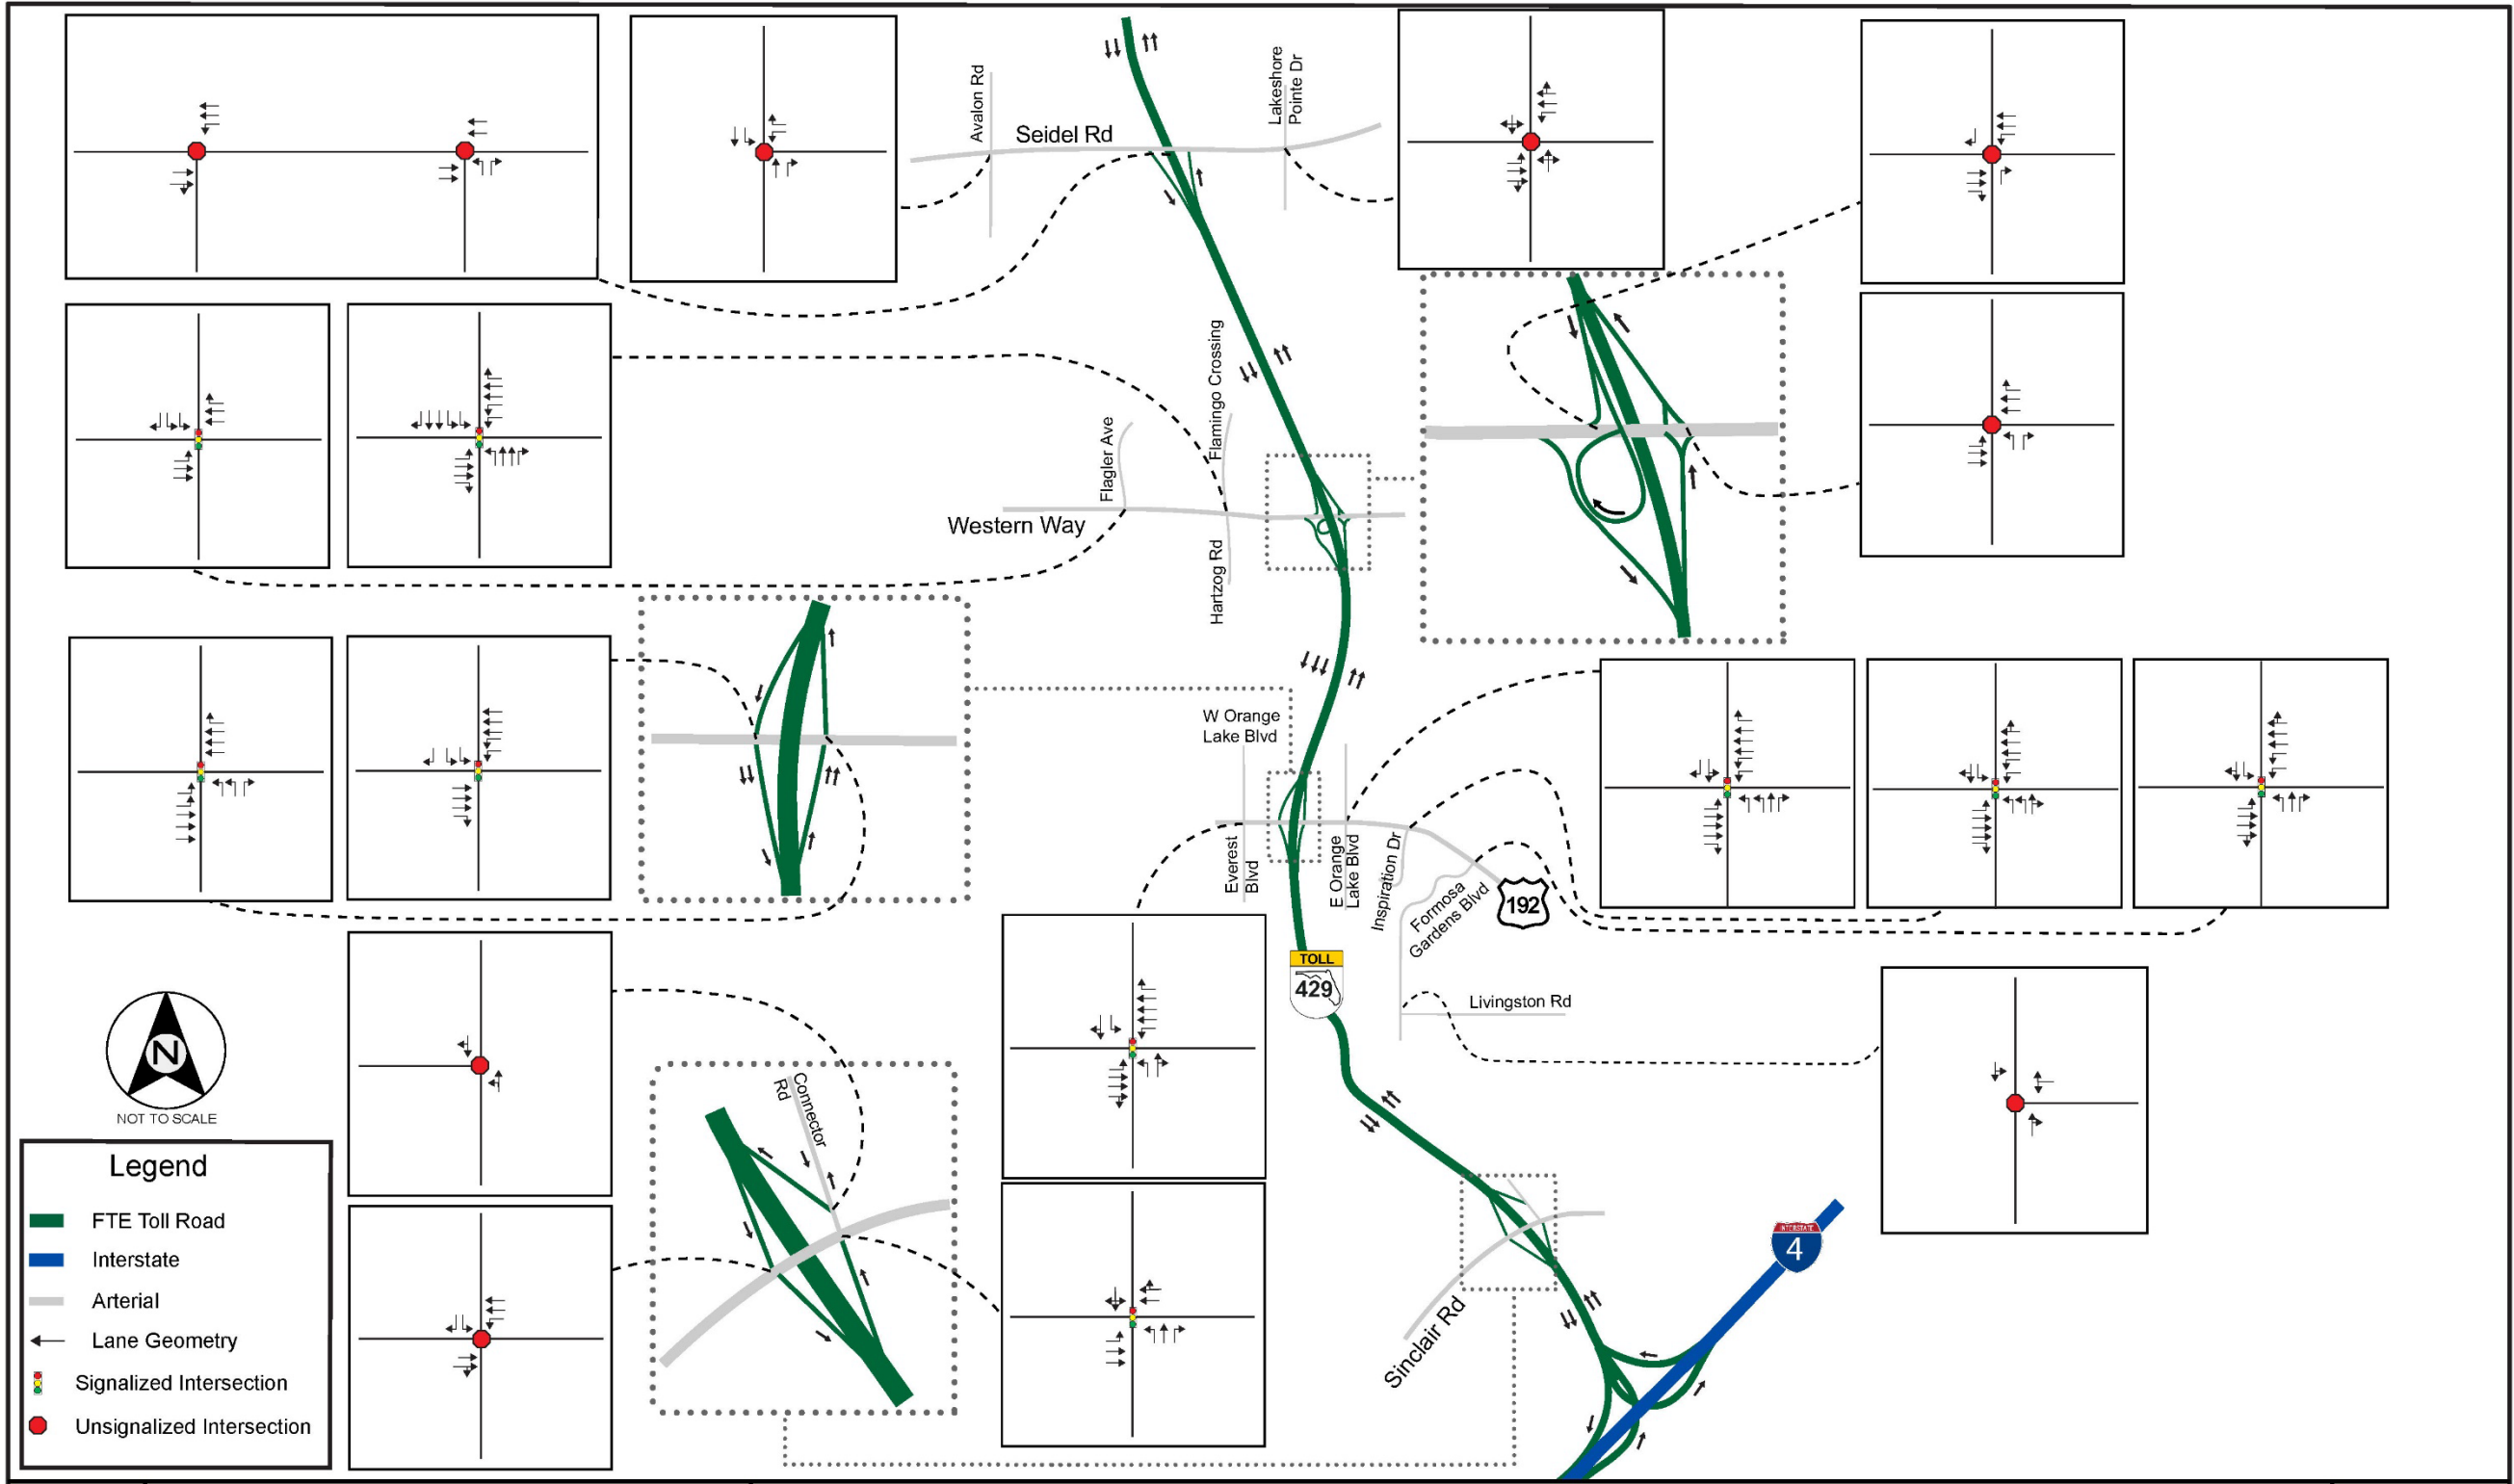 Avalon Rd
Seidel Rd
Lakeshore
Pointe Dr
Flamingo Crossing
Flagler Ave
Western Way
Hartzog Rd
W Orange
Lake Blvd
Everest
Blvd
E Orange
Lake Blvd
Inspiration Dr
Formosa
Gardens Blvd
192
TOLL
429
Livingston Rd
N
NOT TO SCALE
Connector
Rd
Sinclair Rd
INTERSTATE
4
Legend
FTE Toll Road
Interstate
Arterial
Lane Geometry
Signalized Intersection
Unsignalized Intersection